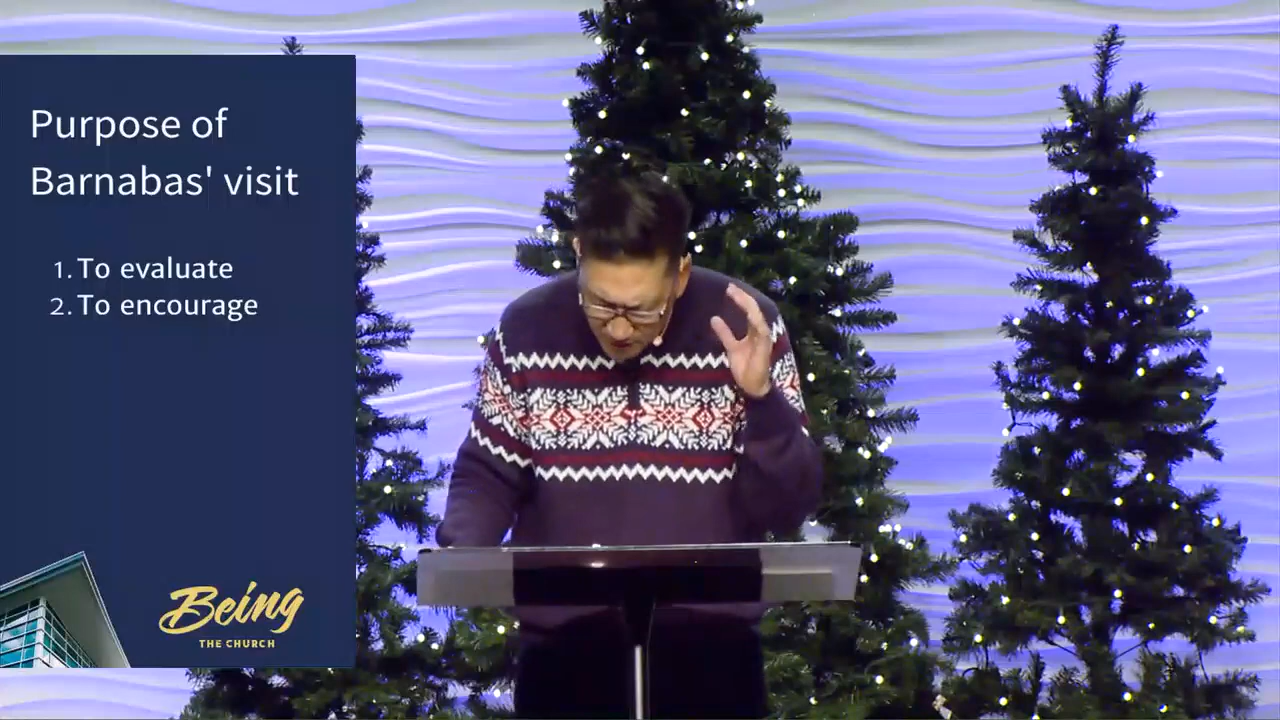 Purpose of
Barnabas' visit
1. To evaluate
2. To encourage
Being
THE CHURCH